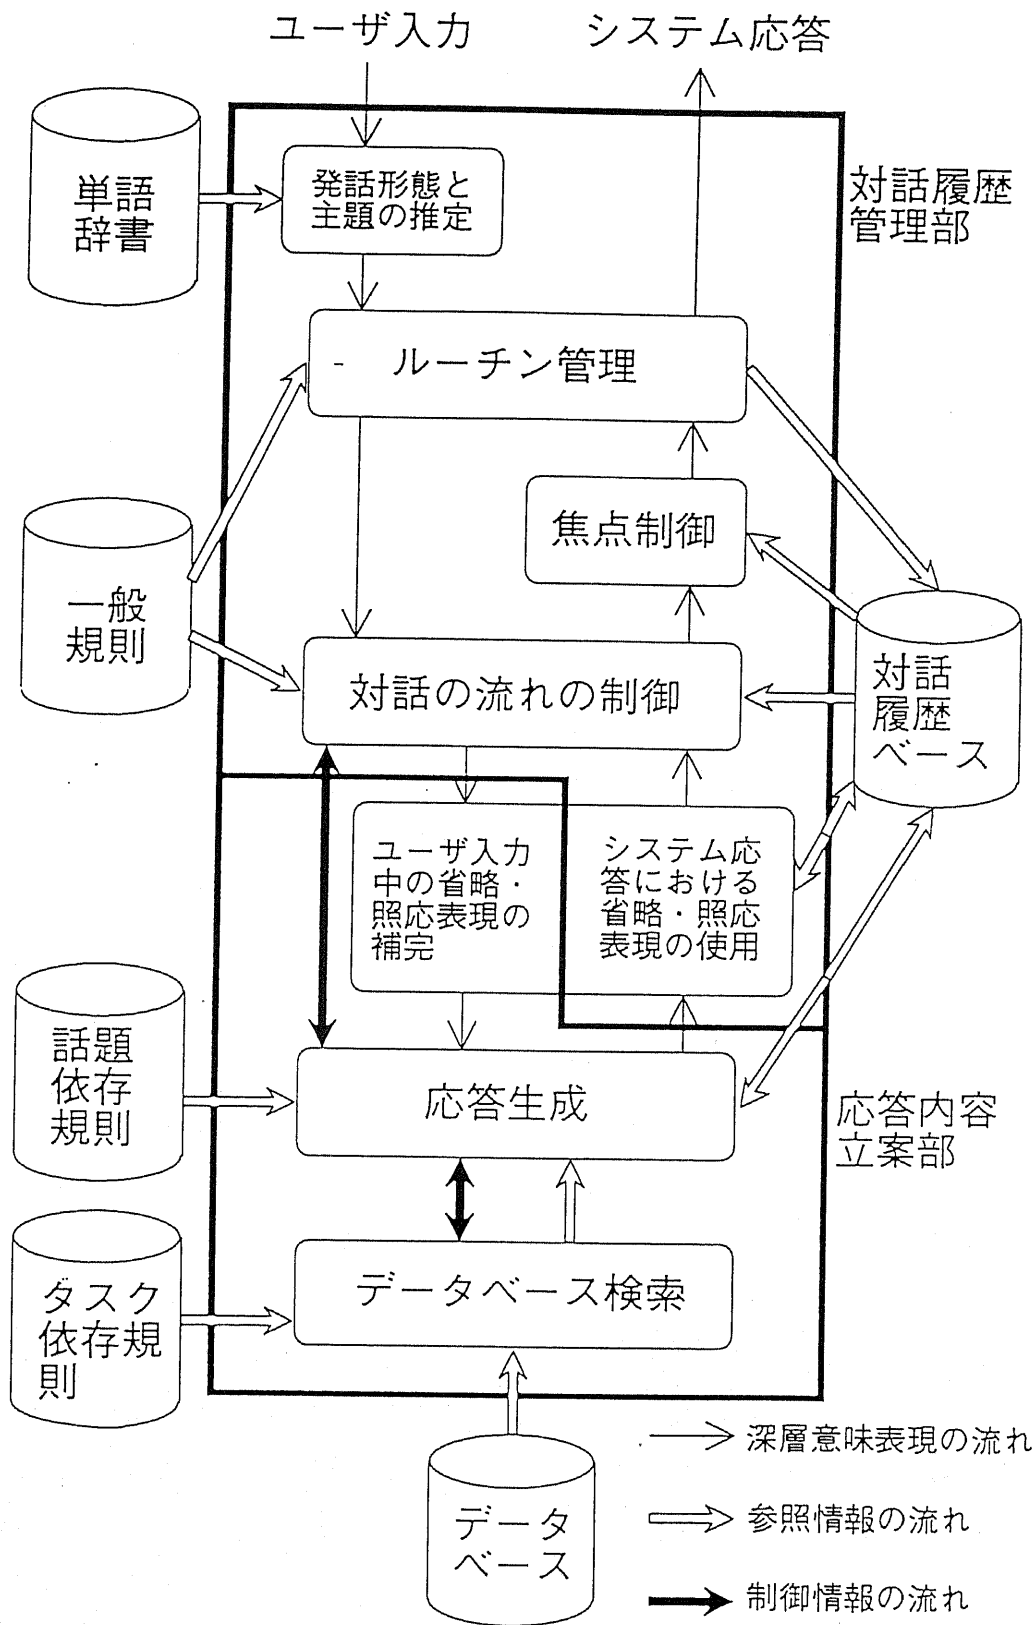 ユーザ入力
システム応答
単語
辞書
発話形態と
主題の推定
対話履歴
管理部
ルーチン管理
焦点制御
一般
規則
対話の流れの制御
対話
履歴
ベース
ユーザ入力
中の省略・
照応表現の
補完
システム応
答における
省略・照応
表現の使用
話題
依存
規則
応答生成
応答内容
立案部
タスク
依存規
則
データベース検索
データ
ベース
深層意味表現の流れ
参照情報の流れ
制御情報の流れ